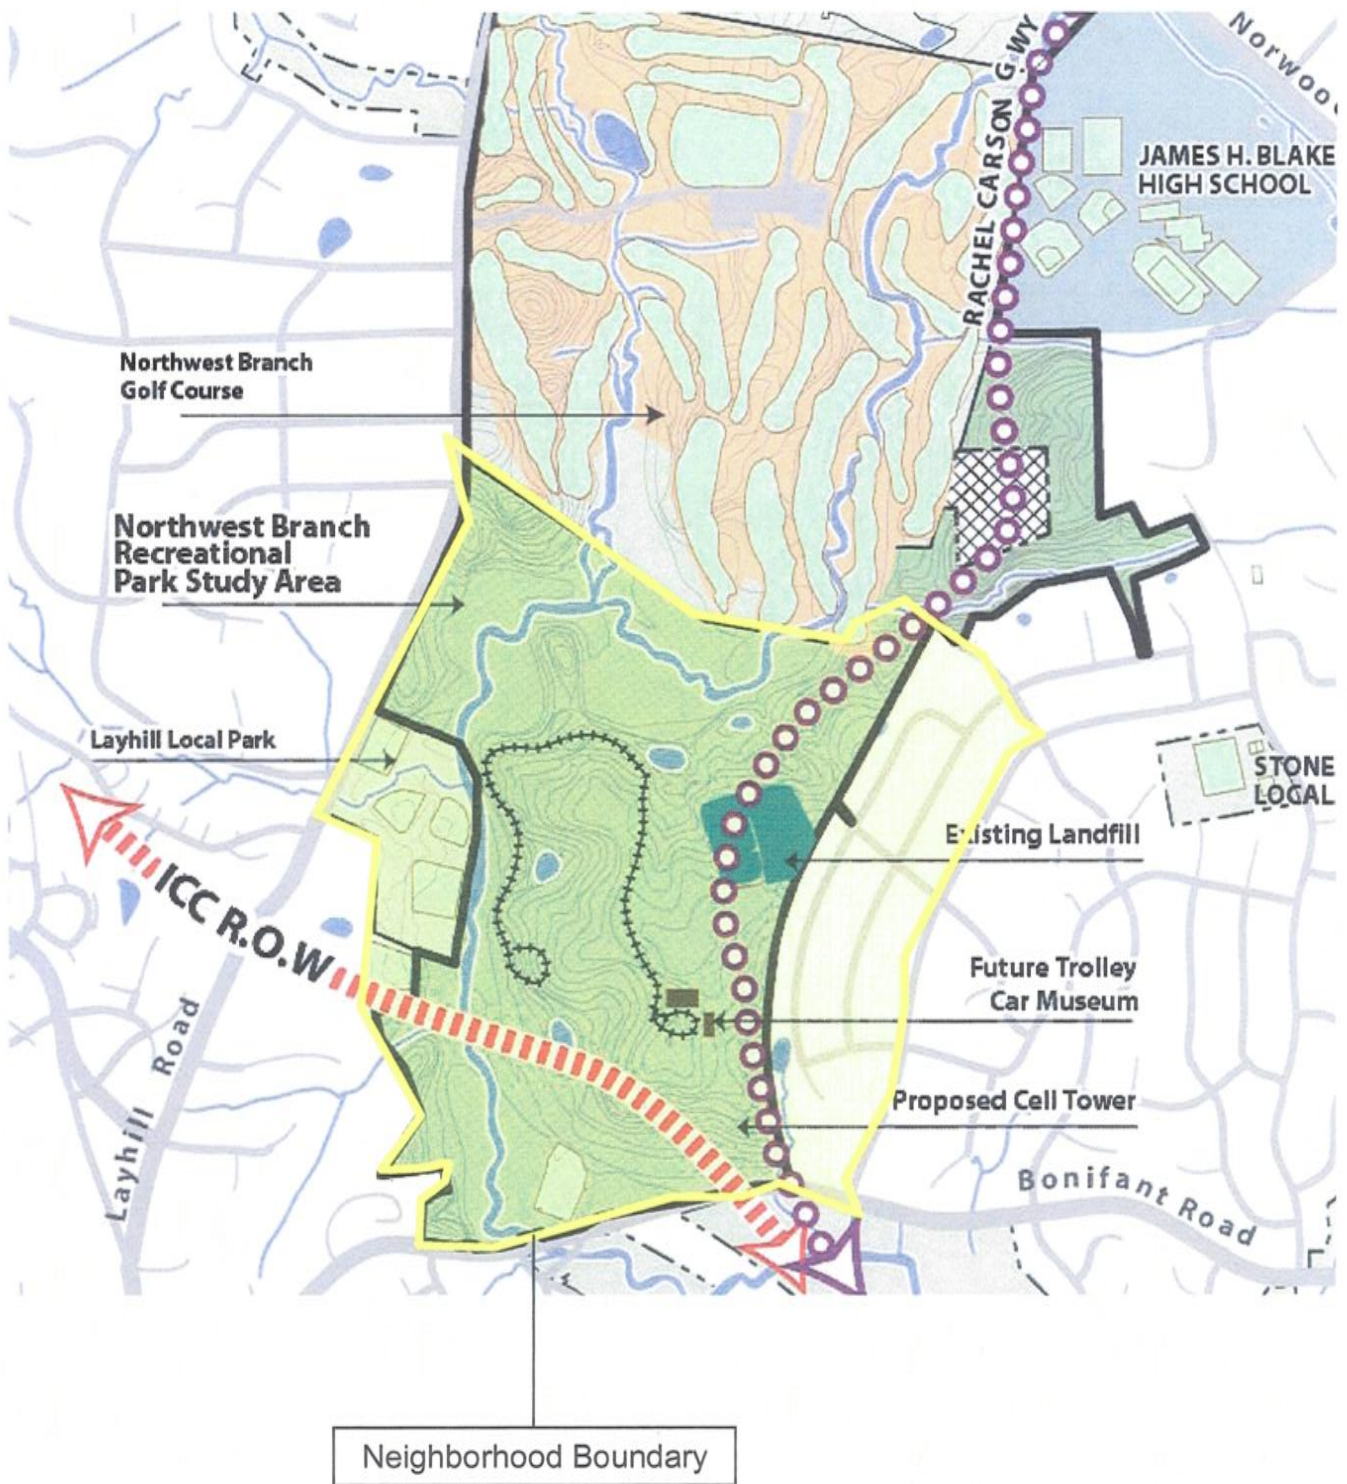 Norwoo
RACHEL CARSON G WY
JAMES H. BLAKE
HIGH SCHOOL
Northwest Branch
Golf Course
Northwest Branch
Recreational
Park Study Area
Layhill Local Park
STONE
LOCAL
Existing Landfill
ICC R.O.W
Future Trolley
Car Museum
Layhill Road
Proposed Cell Tower
Bonifant Road
Neighborhood Boundary